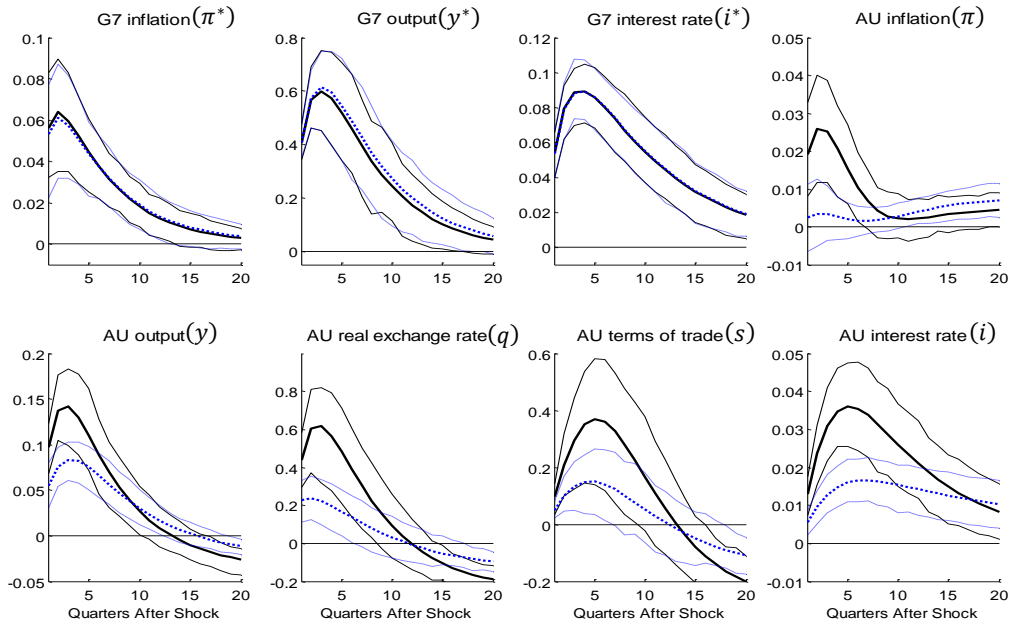 G7 inflation(π*)
G7 output(y*)
G7 interest rate(i*)
AU inflation(π)
0.1
0.08
0.06
0.04
0.02
0
5 10 15 20
0.8
0.6
0.4
0.2
0
5 10 15 20
0.12
0.1
0.08
0.06
0.04
0.02
0
5 10 15 20
0.05
0.04
0.03
0.02
0.01
0
-0.01
5 10 15 20
AU output(y)
AU real exchange rate(q)
AU terms of trade(s)
AU interest rate(i)
0.2
0.15
0.1
0.05
0
-0.05
5 10 15 20
Quarters After Shock
0.8
0.6
0.4
0.2
0
-0.2
5 10 15 20
Quarters After Shock
0.6
0.4
0.2
0
-0.2
5 10 15 20
Quarters After Shock
0.05
0.04
0.03
0.02
0.01
0
-0.01
5 10 15 20
Quarters After Shock